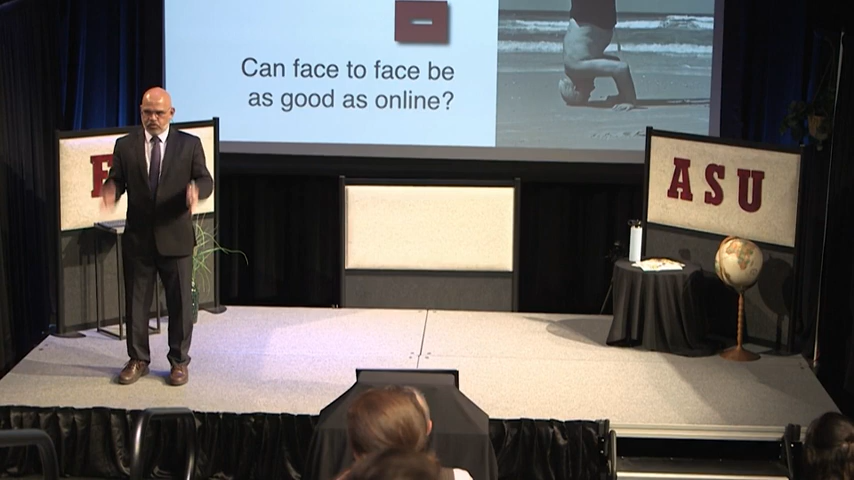 Can face to face be
as good as online?
ASU